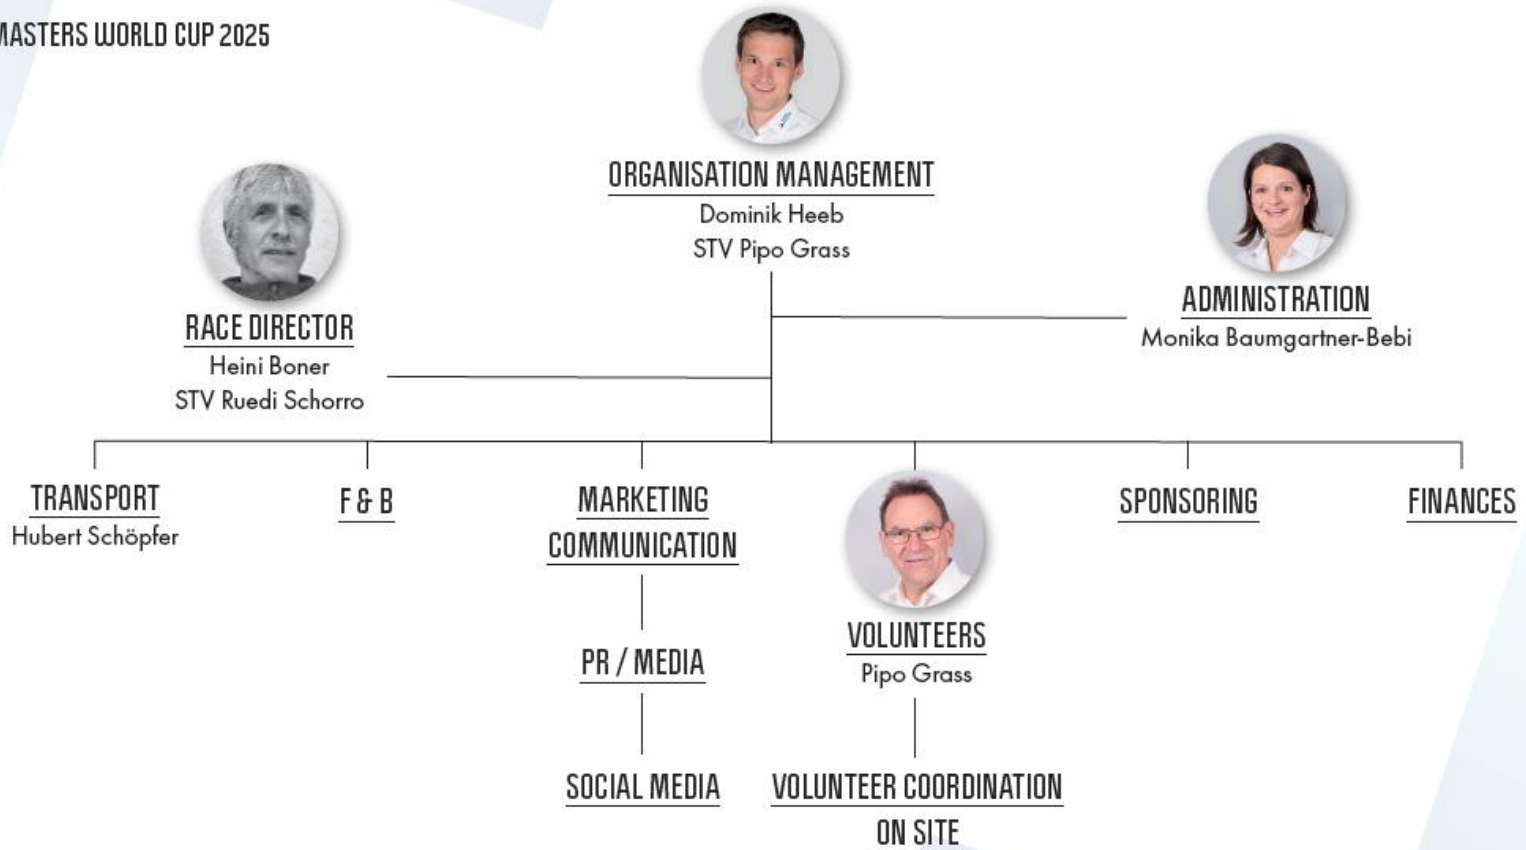 MASTERS WORLD CUP 2025
ORGANISATION MANAGEMENT
Dominik Heeb
STV Pipo Grass
ADMINISTRATION
Monika Baumgartner-Bebi
RACE DIRECTOR
Heini Boner
STV Ruedi Schorro
TRANSPORT
Hubert Schöpfer
F & B
MARKETING
COMMUNICATION
PR / MEDIA
SOCIAL MEDIA
VOLUNTEERS
Pipo Grass
VOLUNTEER COORDINATION
ON SITE
SPONSORING
FINANCES